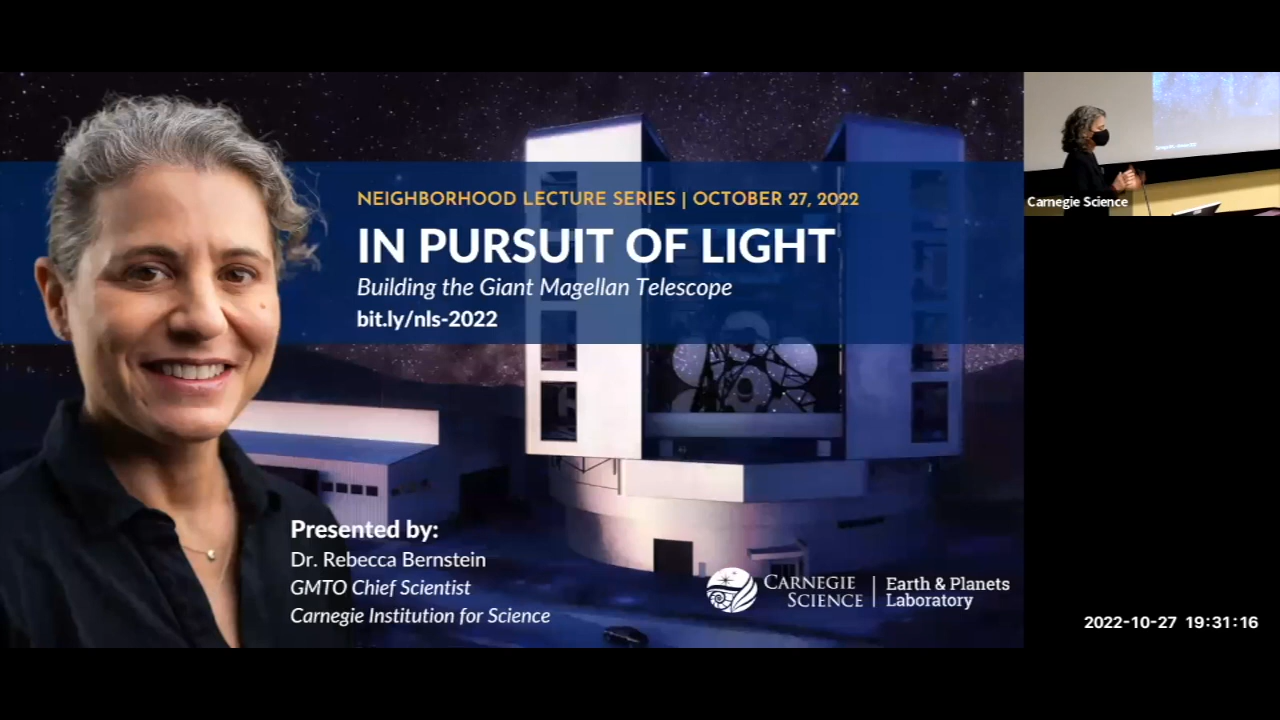 NEIGHBORHOOD LECTURE SERIES | OCTOBER 27, 2022
IN PURSUIT OF LIGHT
Building the Giant Magellan Telescope
bit.ly/nls-2022
Presented by:
Dr. Rebecca Bernstein
GMTO Chief Scientist
Carnegie Institution for Science
CARNEGIE
SCIENCE
Earth & Planets
Laboratory
Carnegie Science
2022-10-27 19:31:16